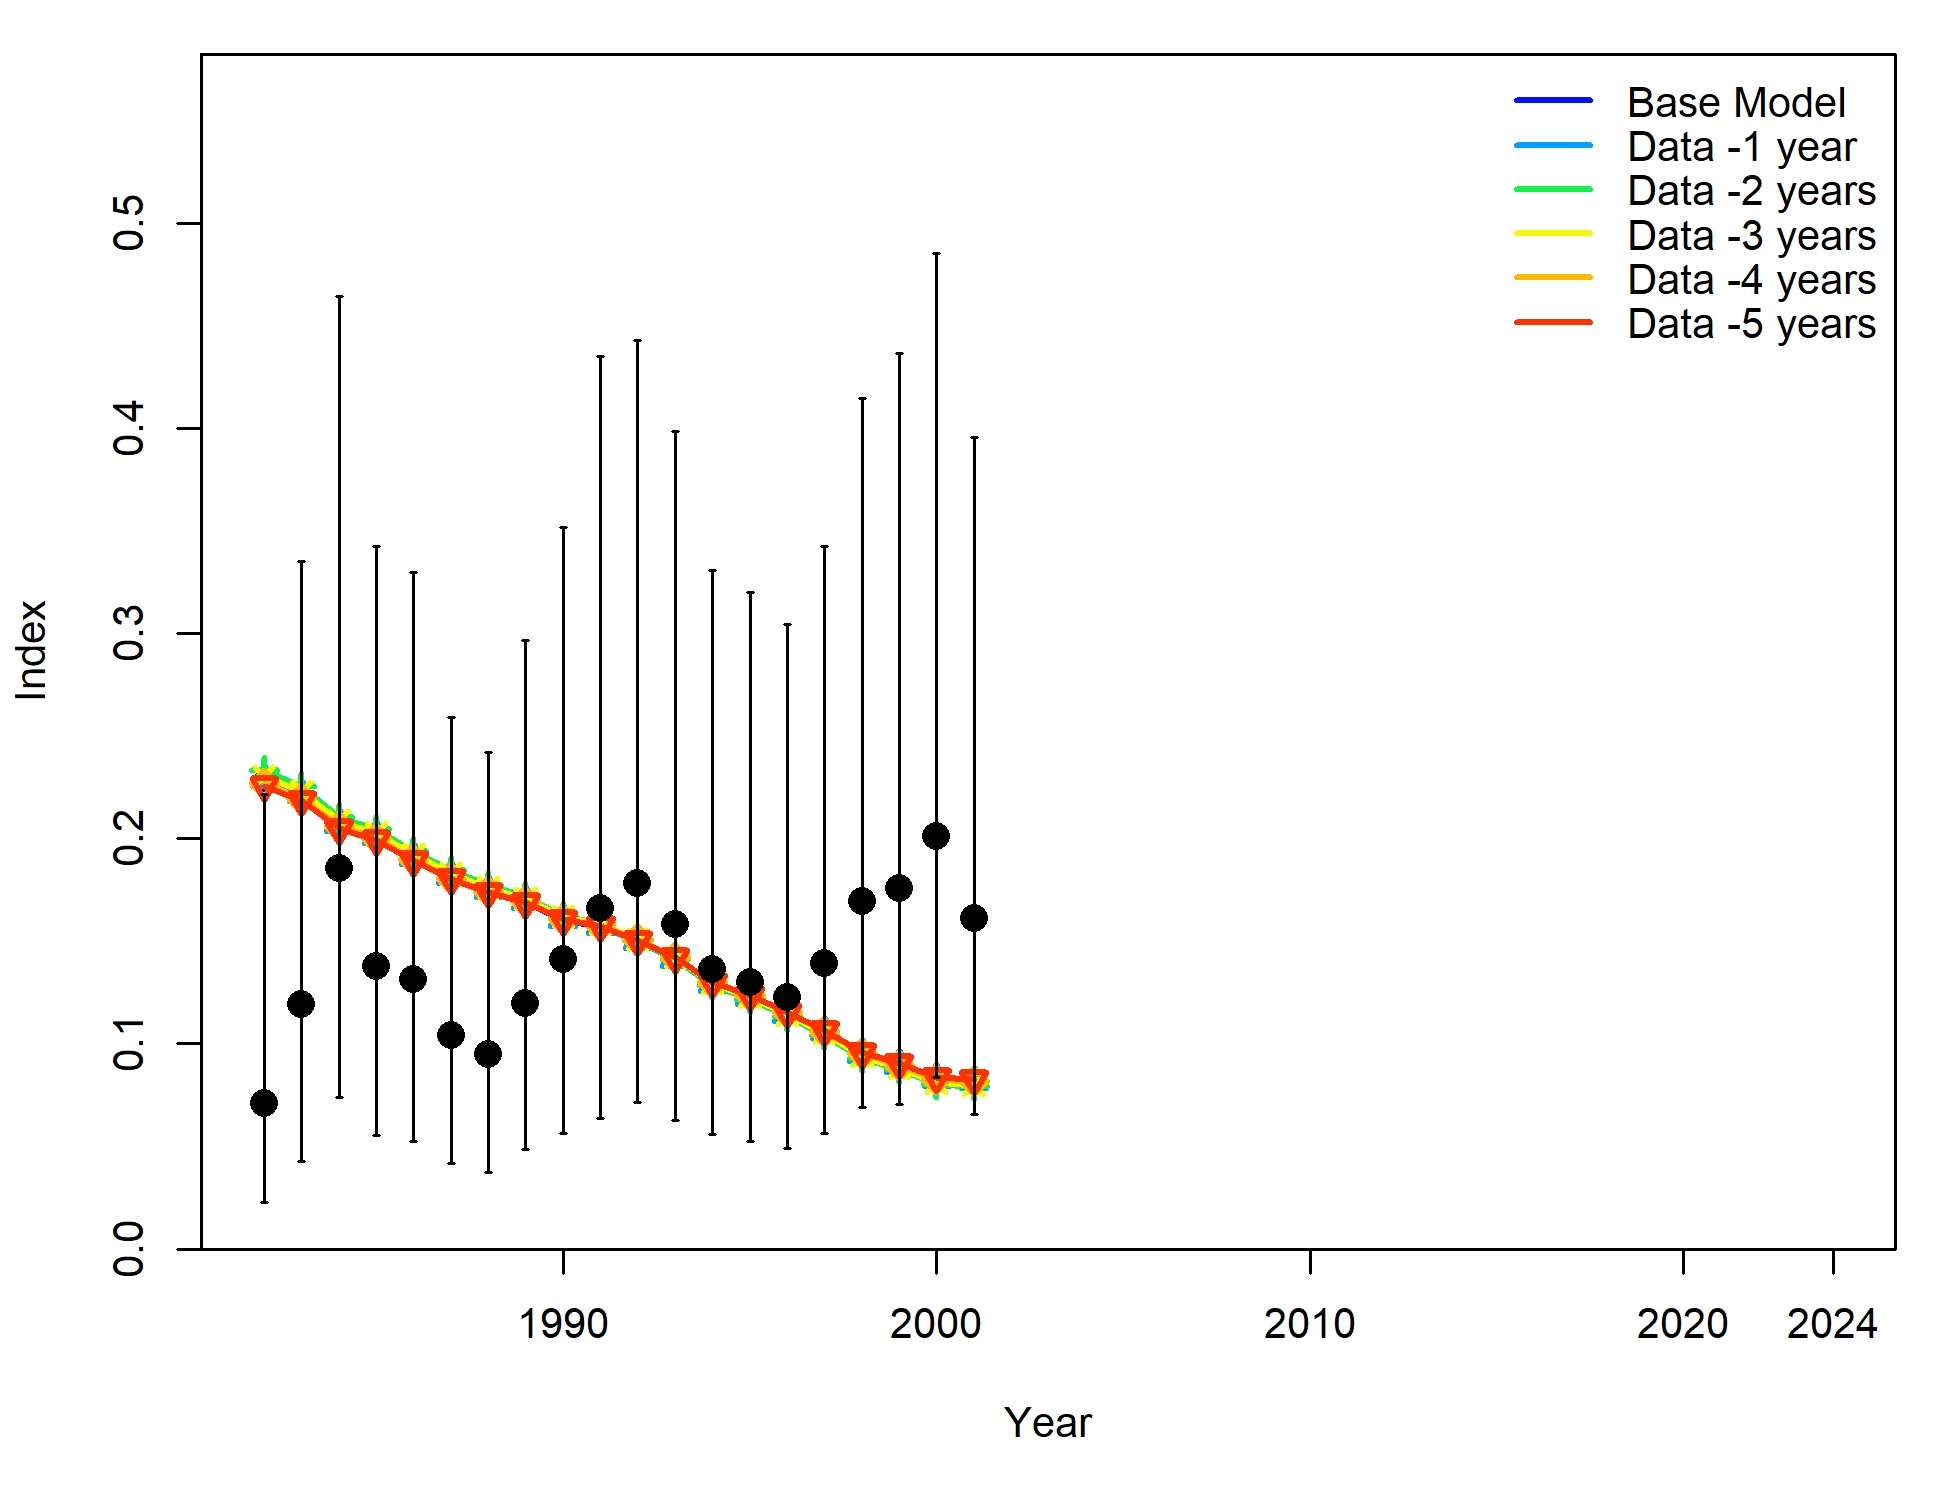 Base Model
Data -1 year
Data -2 years
Data -3 years
Data -4 years
Data -5 years
0.5
0.4
0.3
0.2
0.1
0.0
Index
1990 2000 2010 2020 2024
Year